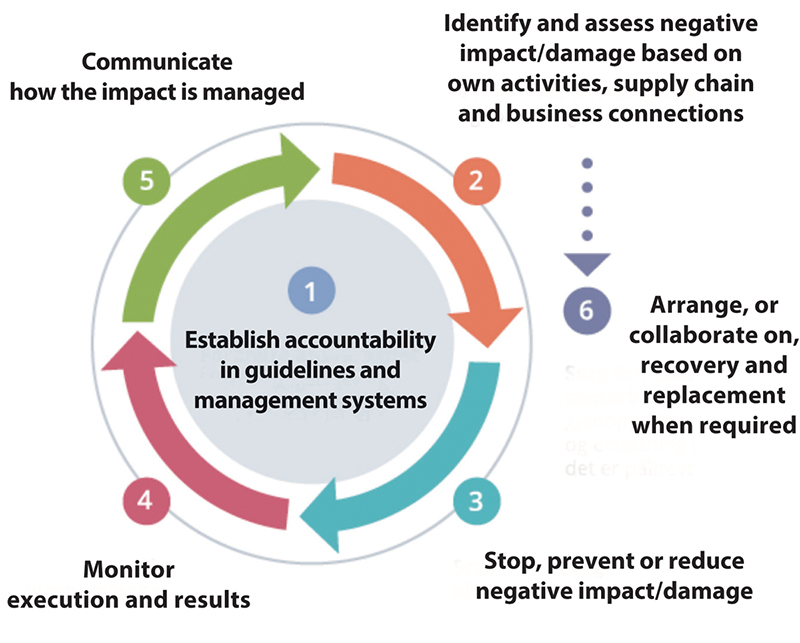 Communicate
how the impact is managed
5
Identify and assess negative
impact/damage based on
own activities, supply chain
and business connections
2
1
Establish accountability
in guidelines and
management systems
6
Arrange, or
collaborate on,
recovery and
replacement
when required
4
Monitor
execution and results
3
Stop, prevent or reduce
negative impact/damage